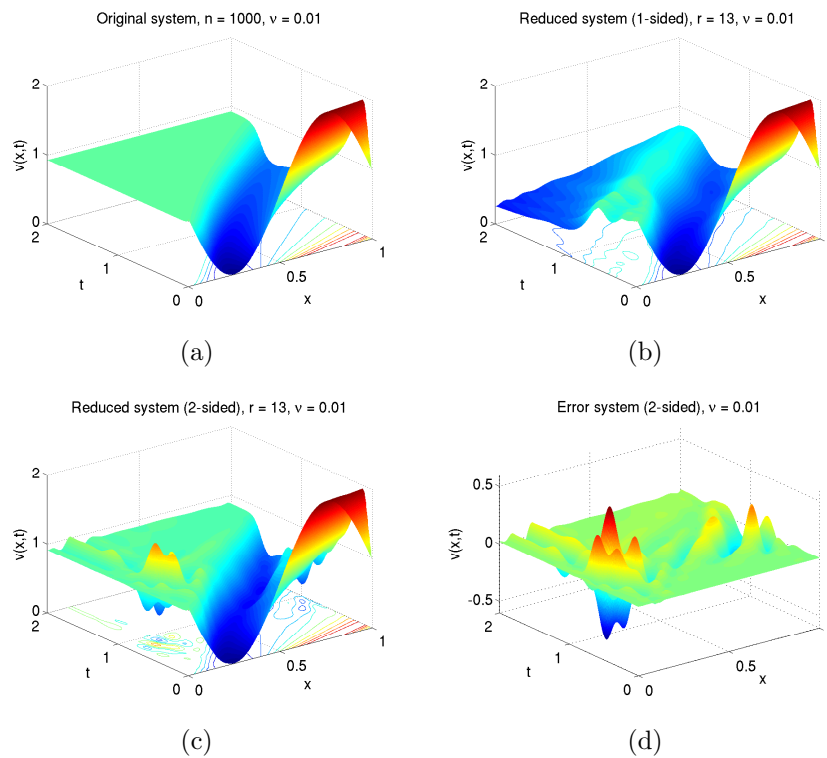 Original system, n = 1000, ν = 0.01
2
1
0
v(x,t)
2
1
0
t
0
0.5
1
x
(a)
Reduced system (1-sided), r = 13, ν = 0.01
2
1
0
v(x,t)
2
1
0
t
0
0.5
x
(b)
Reduced system (2-sided), r = 13, ν = 0.01
2
1
0
v(x,t)
2
1
0
t
0
0.5
1
x
(c)
Error system (2-sided), ν = 0.01
0.5
0
-0.5
v(x,t)
2
1
0
t
0
0.5
x
(d)